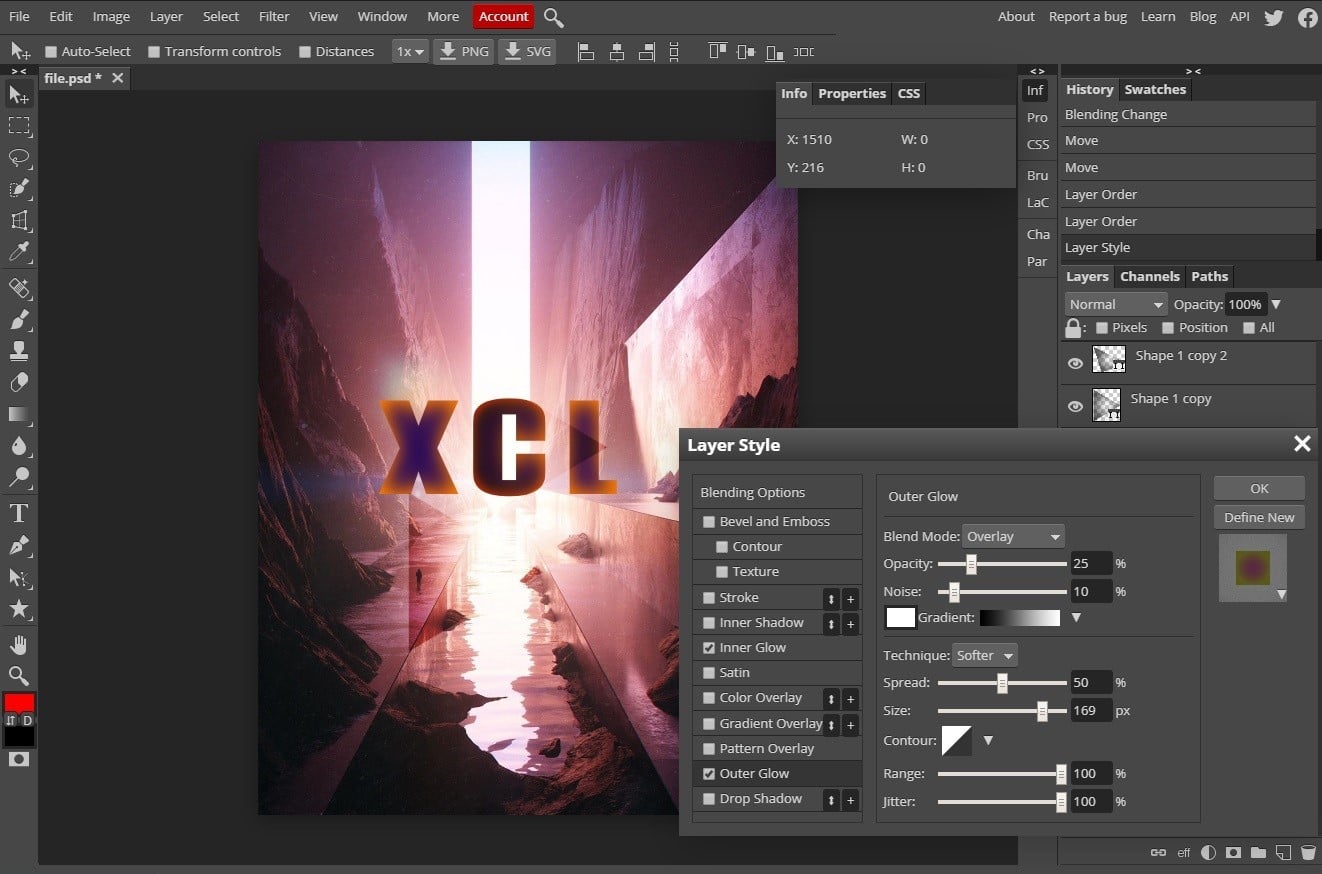 File Edit Image Layer Select Filter View Window More Account About Report a bug Learn Blog API
Auto-Select Transform controls Distances 1x PNG SVG
file.psd *
Info Properties CSS
X: 1510 W: 0
Y: 216 H: 0
Inf
Pro
CSS
Bru
LaC
Cha
Par
History Swatches
Blending Change
Move
Move
Layer Order
Layer Order
Layer Style
Layers Channels Paths
Normal Opacity: 100%
: Pixels Position All
Shape 1 copy 2
Shape 1 copy
XCL
Layer Style
Blending Options
Bevel and Emboss
Contour
Texture
Stroke
Inner Shadow
Inner Glow
Satin
Color Overlay
Gradient Overlay
Pattern Overlay
Outer Glow
Drop Shadow
Outer Glow
Blend Mode: Overlay
Opacity: 25 %
Noise: 10 %
Gradient:
Technique: Softer
Spread: 50 %
Size: 169 px
Contour:
Range: 100 %
Jitter: 100 %
OK
Define New
D
eff